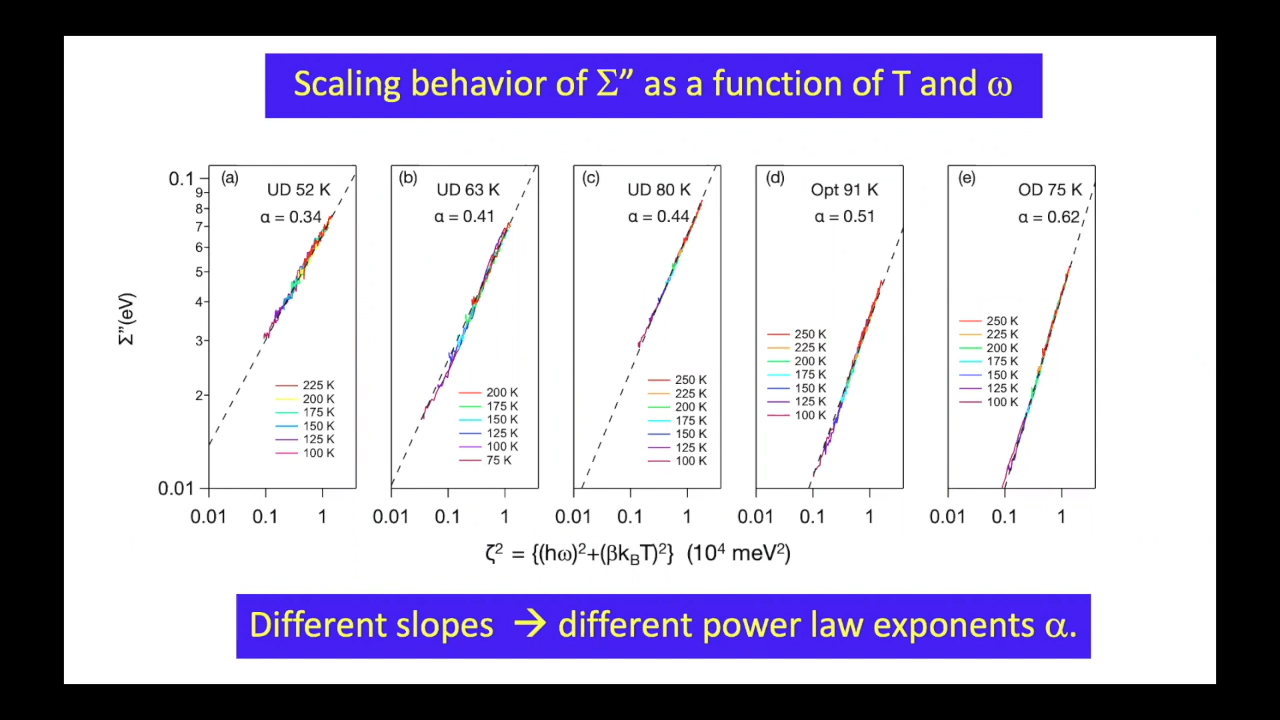 Scaling behavior of Σ” as a function of T and ω
(a)
UD 52 K
α = 0.34
(b)
UD 63 K
α = 0.41
(c)
UD 80 K
α = 0.44
(d)
Opt 91 K
α = 0.51
(e)
OD 75 K
α = 0.62
0.1
9
8
7
6
5
4
3
2
0.01
Σ”(eV)
225 K
200 K
175 K
150 K
125 K
100 K
200 K
175 K
150 K
125 K
100 K
75 K
250 K
225 K
200 K
175 K
150 K
125 K
100 K
250 K
225 K
200 K
175 K
150 K
125 K
100 K
250 K
225 K
200 K
175 K
150 K
125 K
100 K
0.01 0.1 1
0.01 0.1 1
0.01 0.1 1
0.01 0.1 1
0.01 0.1 1
ζ² = {(hω)²+(βk_BT)²} (10⁴ meV²)
Different slopes → different power law exponents α.